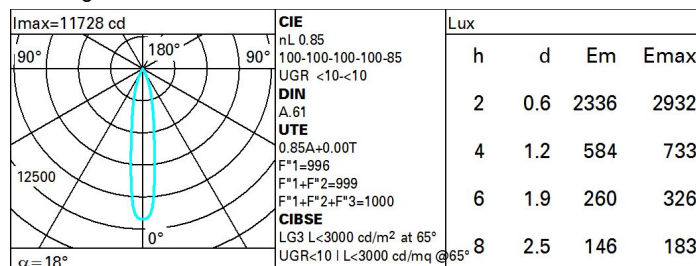 Imax=11728 cd
90°
180°
90°
12500
0°
α=18°
CIE
nL 0.85
100-100-100-100-85
UGR <10-<10
DIN
A.61
UTE
0.85A+0.00T
F"1=996
F"1+F"2=999
F"1+F"2+F"3=1000
CIBSE
LG3 L<3000 cd/m² at 65°
UGR<10 | L<3000 cd/mq @65°
Lux
h d Em Emax
2 0.6 2336 2932
4 1.2 584 733
6 1.9 260 326
8 2.5 146 183